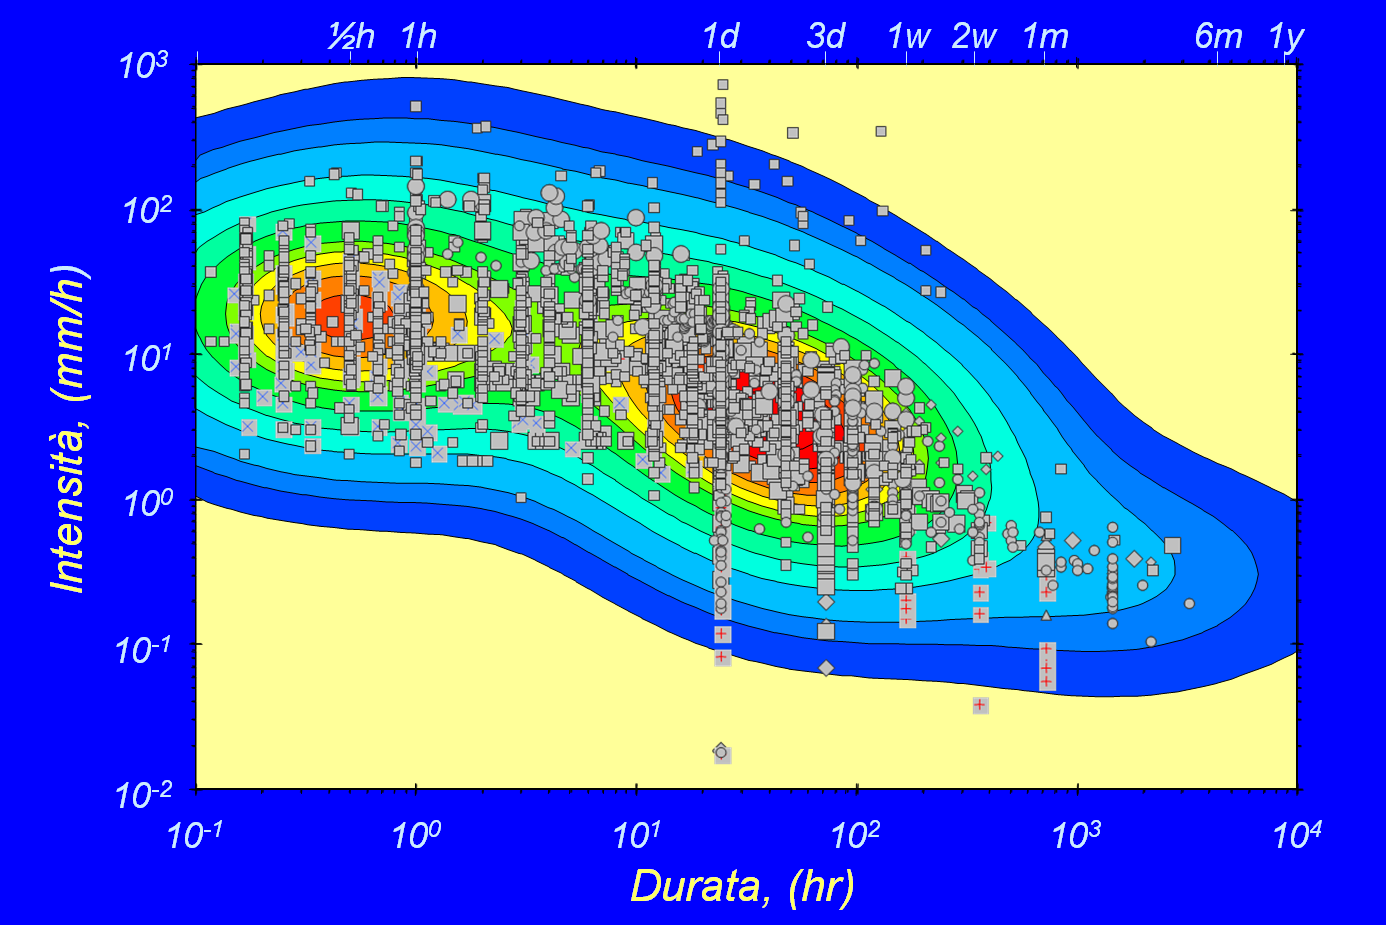 ½h 1h 1d 3d 1w 2w 1m 6m 1y
10³
10²
10¹
10⁰
10⁻¹
10⁻²
Intensità, (mm/h)
10⁻¹ 10⁰ 10¹ 10² 10³ 10⁴
Durata, (hr)